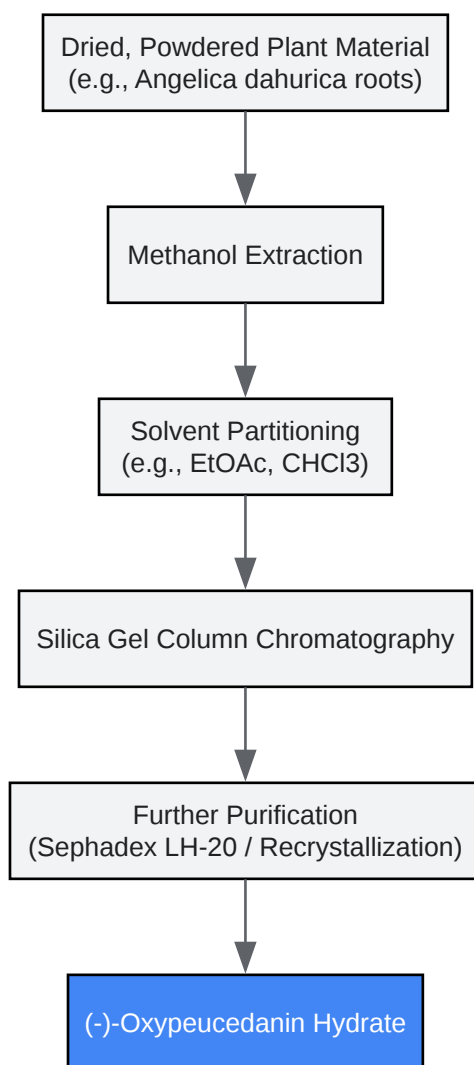 Dried, Powdered Plant Material
(e.g., Angelica dahurica roots)
Methanol Extraction
Solvent Partitioning
(e.g., EtOAc, CHCl3)
Silica Gel Column Chromatography
Further Purification
(Sephadex LH-20 / Recrystallization)
(-)-Oxypeucedanin Hydrate